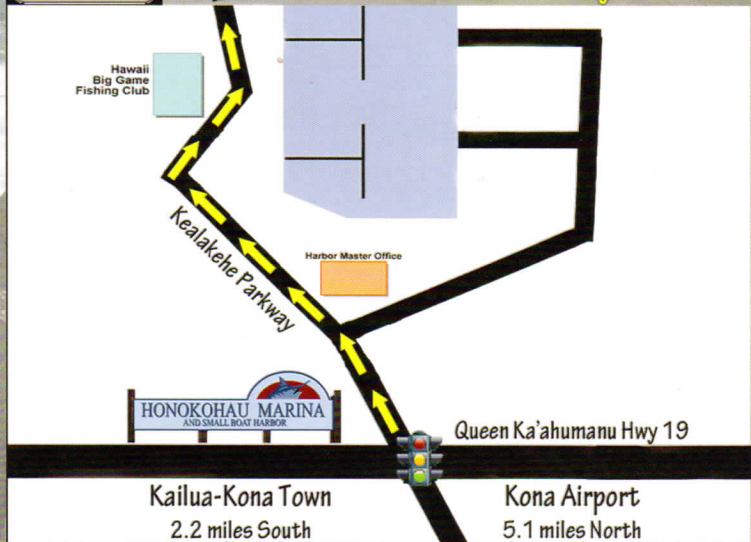 Hawaii
Big Game
Fishing Club
Kealakehe Parkway
Harbor Master Office
HONOKOHAU MARINA
AND SMALL BOAT HARBOR
Queen Ka'ahumanu Hwy 19
Kailua-Kona Town
2.2 miles South
Kona Airport
5.1 miles North